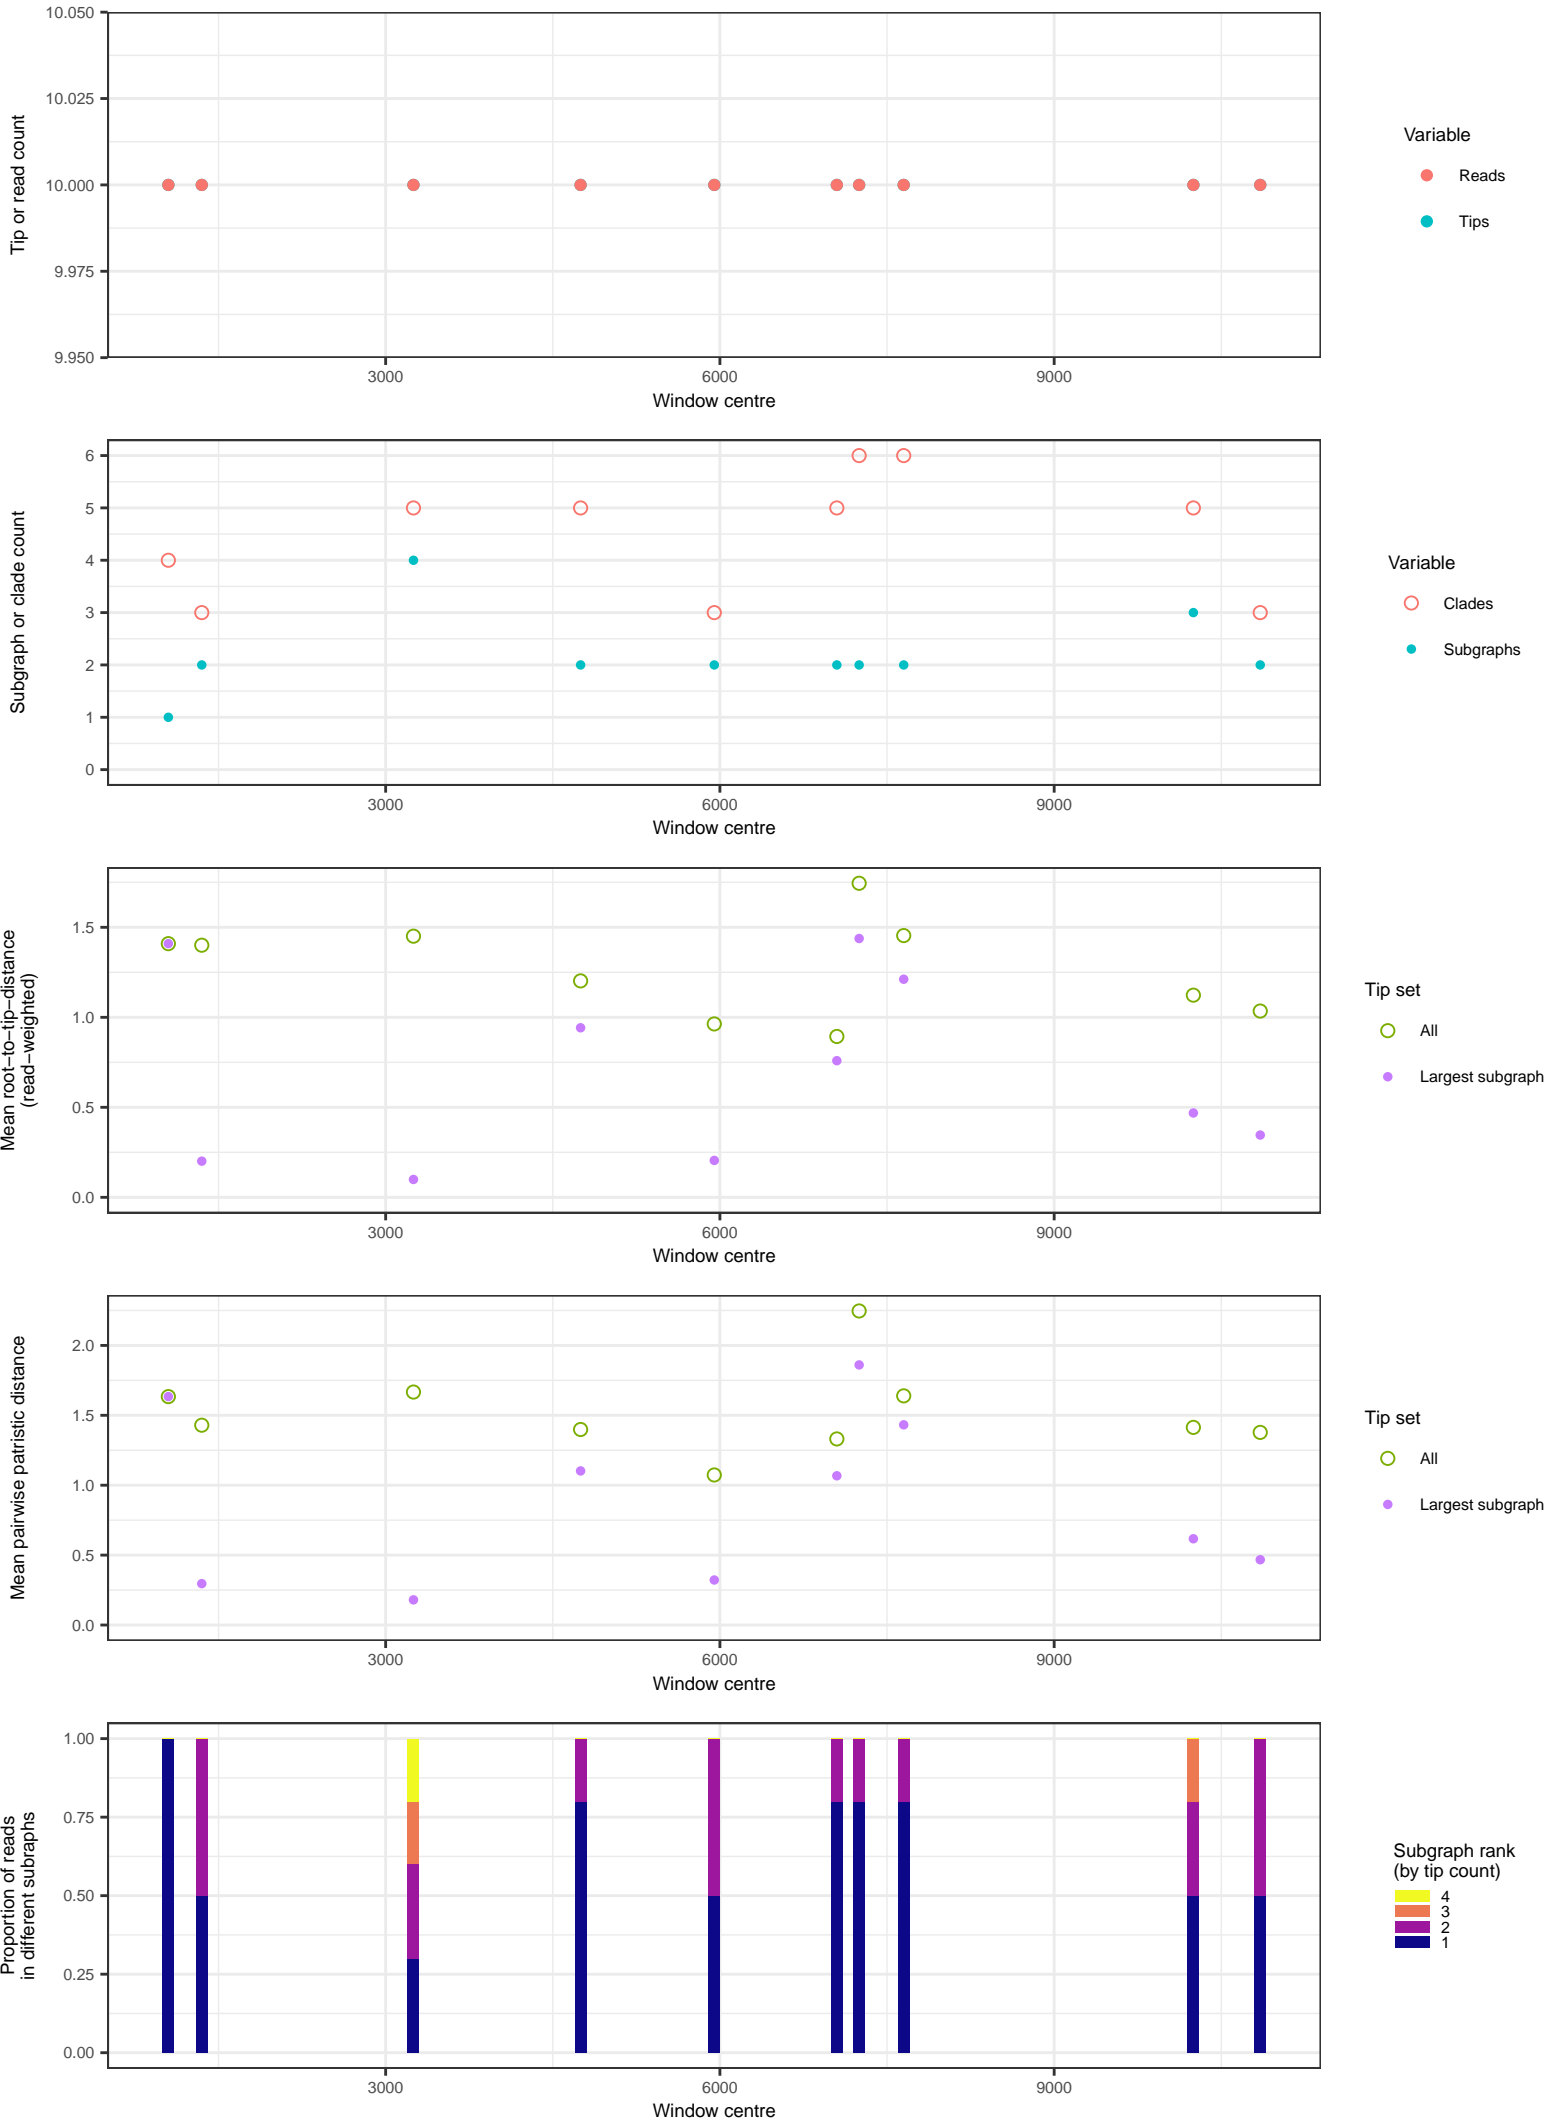 10.050
10.025
10.000
9.975
9.950
Tip or read count
3000 6000 9000
Window centre
Variable
Reads
Tips
6
5
4
3
2
1
0
Subgraph or clade count
3000 6000 9000
Window centre
Variable
Clades
Subgraphs
1.5
1.0
0.5
0.0
Mean root−to−tip−distance
(read−weighted)
3000 6000 9000
Window centre
Tip set
All
Largest subgraph
2.0
1.5
1.0
0.5
0.0
Mean pairwise patristic distance
3000 6000 9000
Window centre
Tip set
All
Largest subgraph
1.00
0.75
0.50
0.25
0.00
Proportion of reads
in different subraphs
3000 6000 9000
Window centre
Subgraph rank
(by tip count)
4
3
2
1